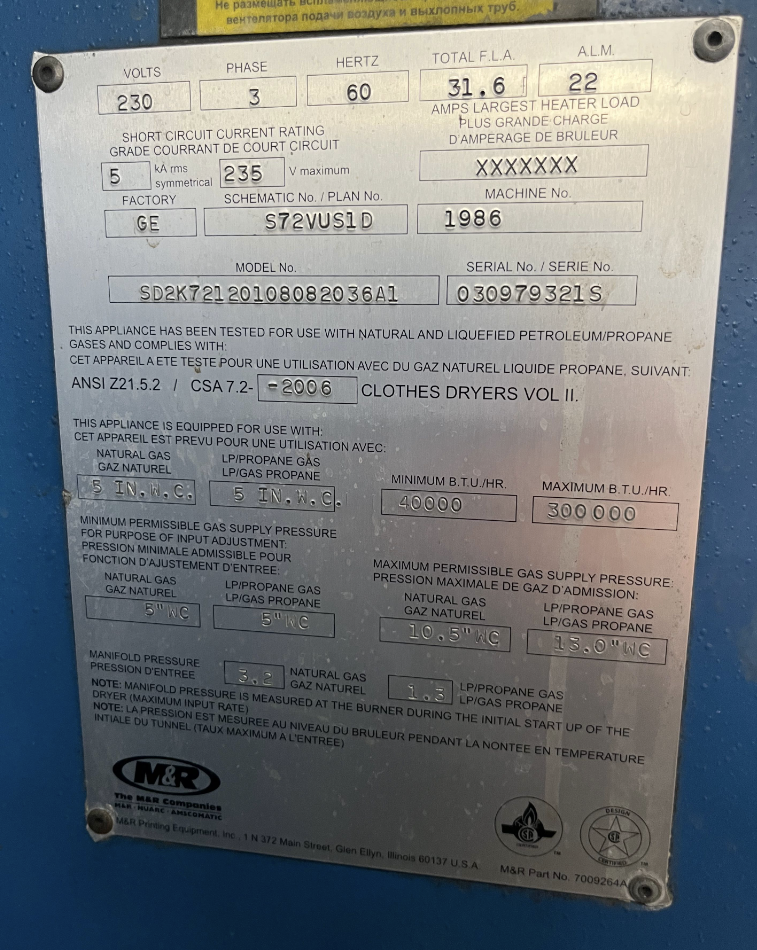 Не размещать
вентелятора подачи воздуха и выхлопных труб.
VOLTS PHASE HERTZ TOTAL F.L.A. A.L.M.
230 3 60 31.6 22
AMPS LARGEST HEATER LOAD
PLUS GRANDE CHARGE
D'AMPERAGE DE BRULEUR
XXXXXXX
SHORT CIRCUIT CURRENT RATING
GRADE COURRANT DE COURT CIRCUIT
5 kA rms symmetrical 235 V maximum
FACTORY SCHEMATIC No. / PLAN No. MACHINE No.
GE S72VUS1D 1986
MODEL No. SERIAL No. / SERIE No.
SD2K72120108082036A1 030979321S
THIS APPLIANCE HAS BEEN TESTED FOR USE WITH NATURAL AND LIQUEFIED PETROLEUM/PROPANE
GASES AND COMPLIES WITH:
CET APPAREIL A ETE TESTE POUR UNE UTILISATION AVEC DU GAZ NATUREL LIQUIDE PROPANE, SUIVANT:
ANSI Z21.5.2 / CSA 7.2- -2006 CLOTHES DRYERS VOL II.
THIS APPLIANCE IS EQUIPPED FOR USE WITH:
CET APPAREIL EST PREVU POUR UNE UTILISATION AVEC:
NATURAL GAS LP/PROPANE GAS
GAZ NATUREL LP/GAS PROPANE
5 IN.W.C. 5 IN.W.C.
MINIMUM B.T.U./HR. MAXIMUM B.T.U./HR.
40000 300000
MINIMUM PERMISSIBLE GAS SUPPLY PRESSURE
FOR PURPOSE OF INPUT ADJUSTMENT:
PRESSION MINIMALE ADMISSIBLE POUR
FONCTION D'AJUSTEMENT D'ENTREE:
NATURAL GAS LP/PROPANE GAS
GAZ NATUREL LP/GAS PROPANE
5"WC 5"WC
MAXIMUM PERMISSIBLE GAS SUPPLY PRESSURE:
PRESSION MAXIMALE DE GAZ D'ADMISSION:
NATURAL GAS LP/PROPANE GAS
GAZ NATUREL LP/GAS PROPANE
10.5"WC 13.0"WC
MANIFOLD PRESSURE
PRESSION D'ENTREE
3.2 NATURAL GAS
GAZ NATUREL
1.3 LP/PROPANE GAS
LP/GAS PROPANE
NOTE: MANIFOLD PRESSURE IS MEASURED AT THE BURNER DURING THE INITIAL START UP OF THE
DRYER (MAXIMUM INPUT RATE)
NOTE: LA PRESSION EST MESUREE AU NIVEAU DU BRULEUR PENDANT LA NONTEE EN TEMPERATURE
INTIALE DU TUNNEL (TAUX MAXIMUM A L'ENTREE)
M&R
The M&R Companies
M&R · NUARC · AMSCOMATIC
M&R Printing Equipment, Inc., 1 N 372 Main Street, Glen Ellyn, Illinois 60137 U.S.A
CERTIFIED
DESIGN
CERTIFIED
M&R Part No. 7009264A